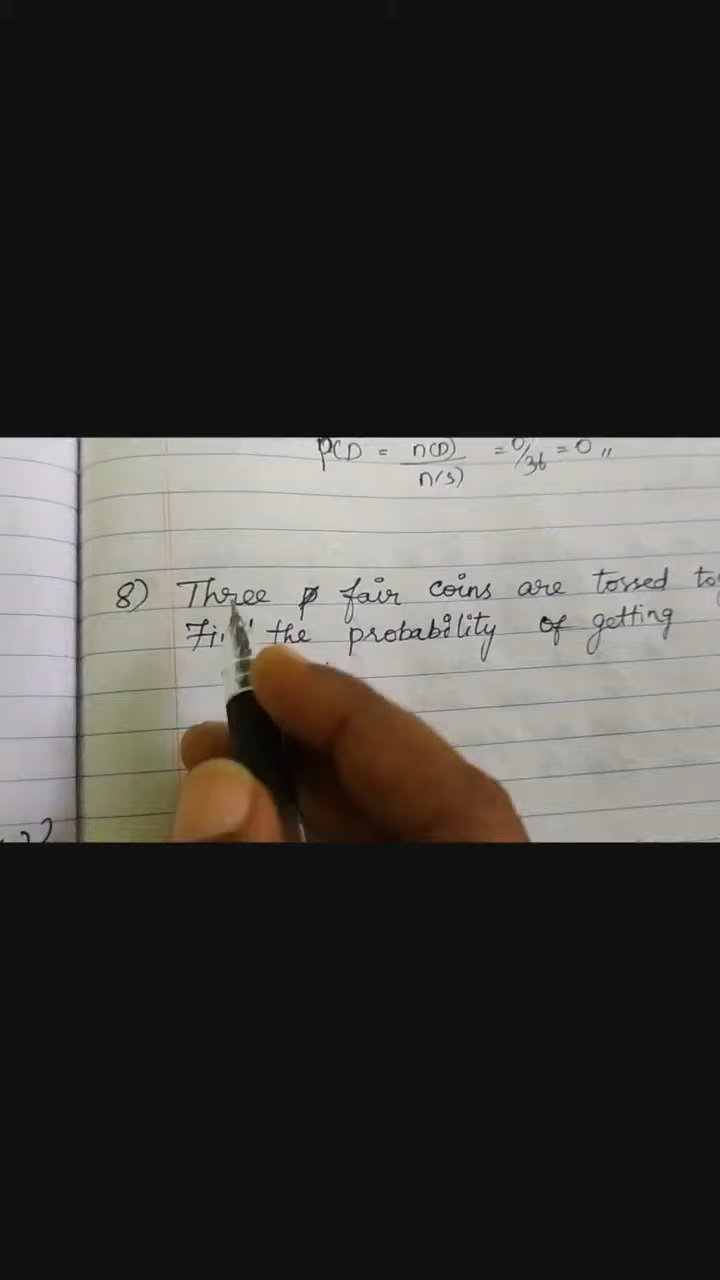 P(D) = n(D) / n(S) = 0/36 = 0 ,,
8) Three fair coins are tossed
the probability of getting